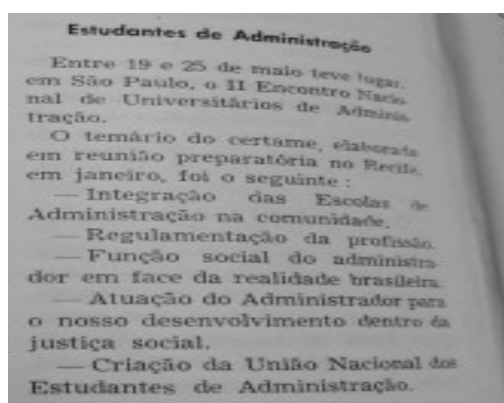 Estudantes de Administração
Entre 19 e 25 de maio teve lugar,
em São Paulo, o II Encontro Nacio-
nal de Universitários de Adminis-
tração.
O temário do certame, elaborada
em reunião preparatória no Recife,
em janeiro, foi o seguinte :
— Integração das Escolas de
Administração na comunidade.
— Regulamentação da profissão.
— Função social do administra-
dor em face da realidade brasileira.
— Atuação do Administrador para
o nosso desenvolvimento dentro da
justiça social.
— Criação da União Nacional dos
Estudantes de Administração.